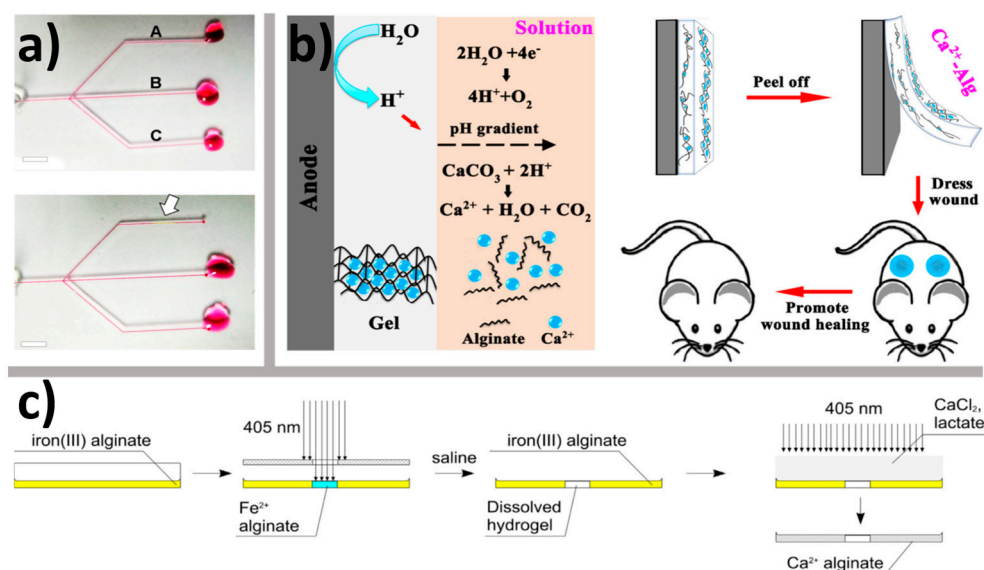 a)
A
B
C
b)
Anode
H₂O
H⁺
Gel
Solution
2H₂O +4e⁻
4H⁺+O₂
pH gradient
CaCO₃ + 2H⁺
Ca²⁺ + H₂O + CO₂
Alginate
Ca²⁺
Peel off
Ca²⁺-Alg
Dress
wound
Promote
wound healing
c)
iron(III) alginate
405 nm
Fe²⁺
alginate
saline
iron(III) alginate
Dissolved
hydrogel
405 nm
CaCl₂,
lactate
Ca²⁺ alginate